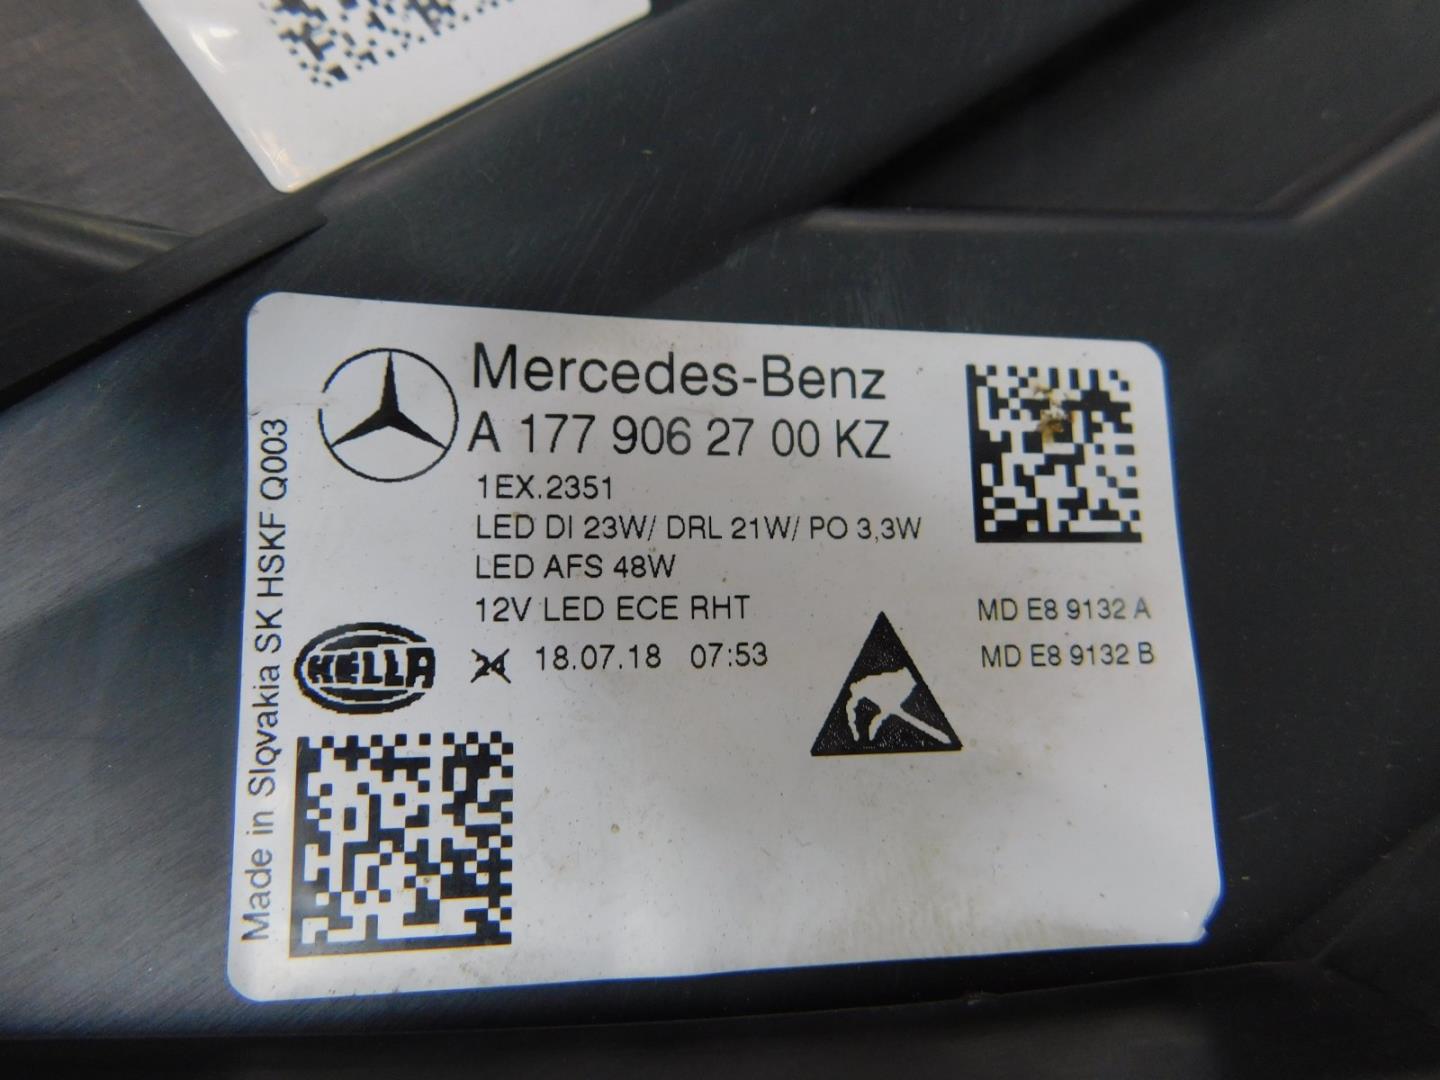 Mercedes-Benz
A 177 906 27 00 KZ
1EX.2351
LED DI 23W/ DRL 21W/ PO 3,3W
LED AFS 48W
12V LED ECE RHT
24 18.07.18 07:53
MD E8 9132 A
MD E8 9132 B
HELLA
Made in Slovakia SK HSKF Q003